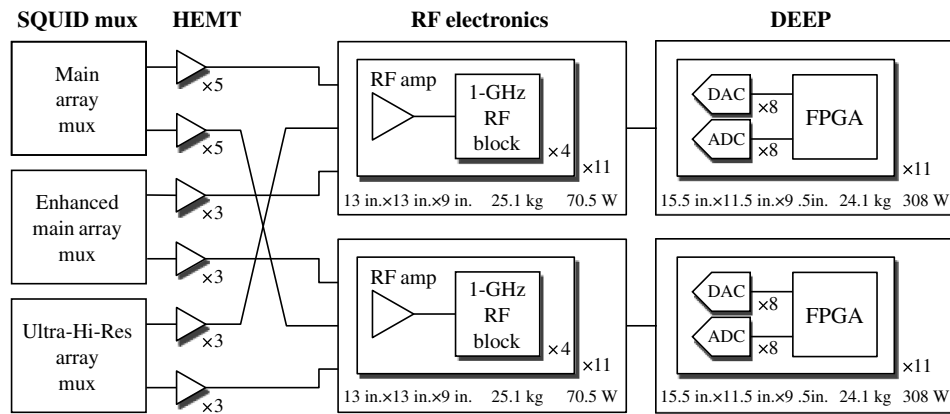 SQUID mux
HEMT
RF electronics
DEEP
Main
array
mux
×5
×5
Enhanced
main array
mux
×3
×3
Ultra-Hi-Res
array
mux
×3
×3
RF amp
1-GHz
RF
block
×4
×11
13 in.×13 in.×9 in. 25.1 kg 70.5 W
DAC
×8
ADC
×8
FPGA
×11
15.5 in.×11.5 in.×9 .5in. 24.1 kg 308 W
RF amp
1-GHz
RF
block
×4
×11
13 in.×13 in.×9 in. 25.1 kg 70.5 W
DAC
×8
ADC
×8
FPGA
×11
15.5 in.×11.5 in.×9 .5in. 24.1 kg 308 W